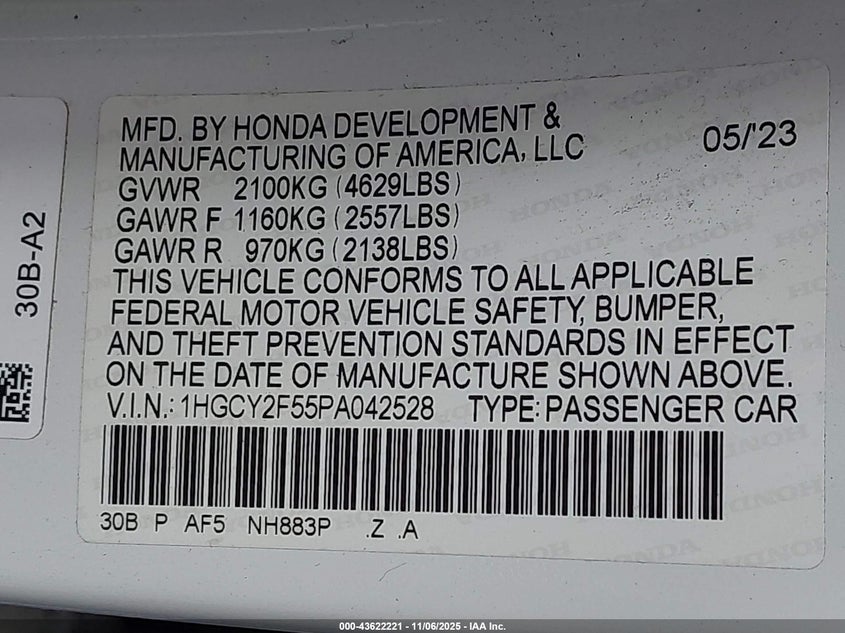 MFD. BY HONDA DEVELOPMENT &
MANUFACTURING OF AMERICA, LLC
05/'23
GVWR 2100KG (4629LBS)
GAWR F 1160KG (2557LBS)
GAWR R 970KG (2138LBS)
THIS VEHICLE CONFORMS TO ALL APPLICABLE
FEDERAL MOTOR VEHICLE SAFETY, BUMPER,
AND THEFT PREVENTION STANDARDS IN EFFECT
ON THE DATE OF MANUFACTURE SHOWN ABOVE.
V.I.N.: 1HGCY2F55PA042528 TYPE: PASSENGER CAR
30B P AF5 NH883P .Z .A
30B-A2
000-43622221 - 11/06/2025 - IAA Inc.